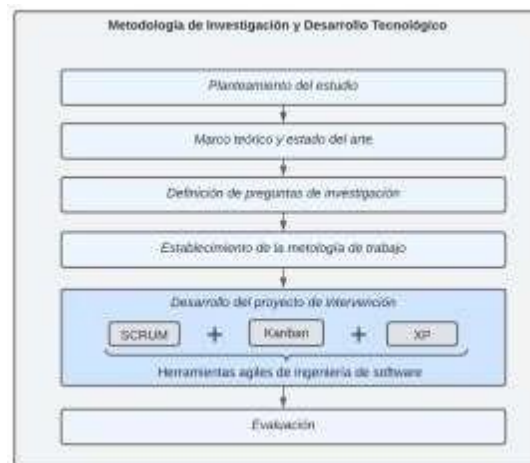 Metodología de Investigación y Desarrollo Tecnológico
Planteamiento del estudio
Marco teórico y estado del arte
Definición de preguntas de investigación
Establecimiento de la metología de trabajo
Desarrollo del proyecto de intervención
SCRUM + Kanban + XP
Herramientas agiles de ingeniería de software
Evaluación